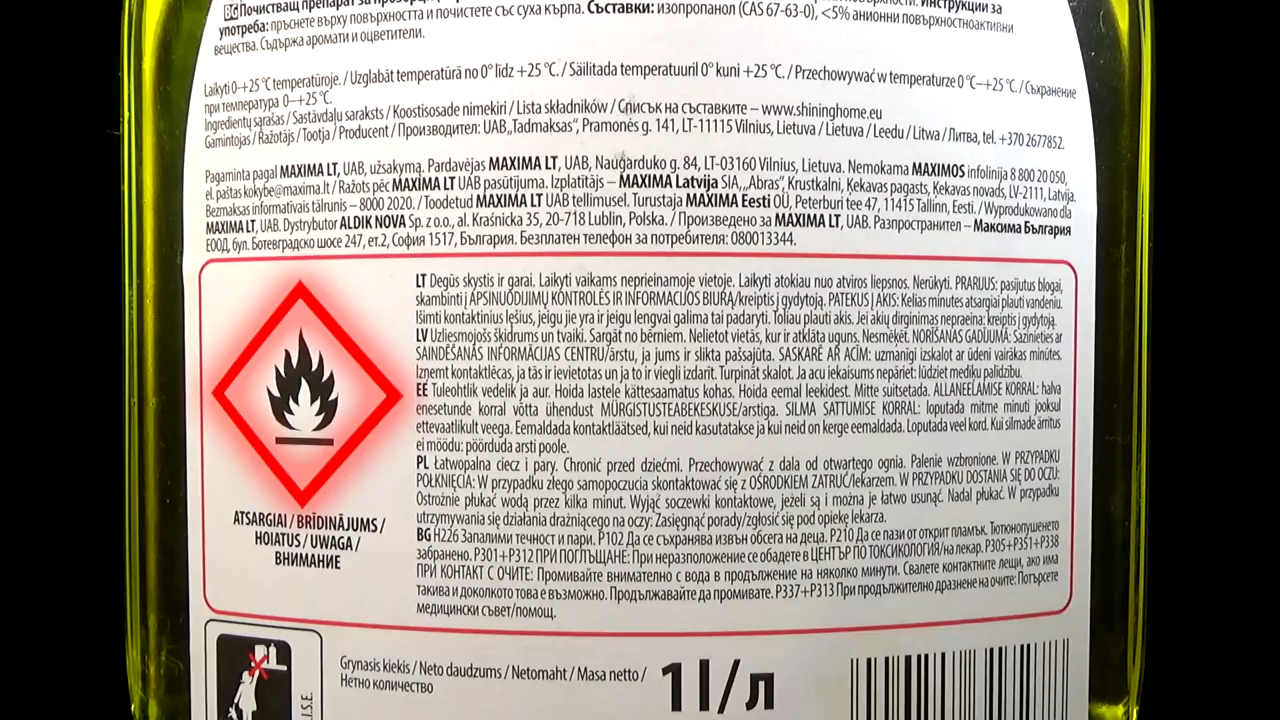 BG Почистващ препарат за прозорци
употреба: пръснете върху повърхността и почистете със суха кърпа. Съставки: изопропанол (CAS 67-63-0), <5% анионни повърхностноактивни
вещества. Съдържа аромати и оцветители.
Laikyti 0-+25 °C temperatūroje. / Uzglabāt temperatūrā no 0° līdz +25 °C. / Säilitada temperatuuril 0° kuni +25 °C. / Przechowywać w temperaturze 0 °C–+25 °C. / Съхранение
при температура 0–+25 °C.
Ingredientų sąrašas / Sastāvdaļu saraksts / Koostisosade nimekiri / Lista składników / Списък на съставките – www.shininghome.eu
Gamintojas / Ražotājs / Tootja / Producent / Производител: UAB „Tadmaksas“, Pramonės g. 141, LT-11115 Vilnius, Lietuva / Lietuva / Leedu / Litwa / Литва, tel. +370 2677852.
Pagaminta pagal MAXIMA LT, UAB, užsakymą. Pardavėjas MAXIMA LT, UAB, Naugarduko g. 84, LT-03160 Vilnius, Lietuva. Nemokama MAXIMOS infolinija 8 800 20 050,
el. paštas kokybe@maxima.lt / Ražots pēc MAXIMA LT UAB pasūtījuma. Izplatītājs – MAXIMA Latvija SIA, „Abras“, Krustkalni, Ķekavas pagasts, Ķekavas novads, LV-2111, Latvija.
Bezmaksas informatīvais tālrunis – 8000 2020. / Toodetud MAXIMA LT UAB tellimusel. Turustaja MAXIMA Eesti OÜ, Peterburi tee 47, 11415 Tallinn, Eesti. / Wyprodukowano dla
MAXIMA LT, UAB. Dystrybutor ALDIK NOVA Sp. z o.o., al. Kraśnicka 35, 20-718 Lublin, Polska. / Произведено за MAXIMA LT, UAB. Разпространител – Максима България
ЕООД, бул. Ботевградско шосе 247, ет.2, София 1517, България. Безплатен телефон за потребителя: 080013344.
LT Degūs skystis ir garai. Laikyti vaikams neprieinamoje vietoje. Laikyti atokiau nuo atviros liepsnos. Nerūkyti. PRARIJUS: pasijutus blogai,
skambinti į APSINUODIJIMŲ KONTROLĖS IR INFORMACIJOS BIURĄ/kreiptis į gydytoją. PATEKUS Į AKIS: Kelias minutes atsargiai plauti vandeniu.
Išimti kontaktinius lęšius, jeigu jie yra ir jeigu lengvai galima tai padaryti. Toliau plauti akis. Jei akių dirginimas nepraeina: kreiptis į gydytoją.
LV Uzliesmojošs šķidrums un tvaiki. Sargāt no bērniem. Nelietot vietās, kur ir atklāta uguns. Nesmēķēt. NORĪŠANAS GADĪJUMĀ: Sazinieties ar
SAINDĒŠANĀS INFORMĀCIJAS CENTRU/ārstu, ja jums ir slikta pašsajūta. SASKARĒ AR ACĪM: uzmanīgi izskalot ar ūdeni vairākas minūtes.
Izņemt kontaktlēcas, ja tās ir ievietotas un ja to ir viegli izdarīt. Turpināt skalot. Ja acu iekaisums nepāriet: lūdziet mediķu palīdzību.
EE Tuleohtlik vedelik ja aur. Hoida lastele kättesaamatus kohas. Hoida eemal leekidest. Mitte suitsetada. ALLANEELAMISE KORRAL: halva
enesetunde korral võtta ühendust MÜRGISTUSTEABEKESKUSE/arstiga. SILMA SATTUMISE KORRAL: loputada mitme minuti jooksul
ettevaatlikult veega. Eemaldada kontaktläätsed, kui neid kasutatakse ja kui neid on kerge eemaldada. Loputada veel kord. Kui silmade ärritus
ei möödu: pöörduda arsti poole.
PL Łatwopalna ciecz i pary. Chronić przed dziećmi. Przechowywać z dala od otwartego ognia. Palenie wzbronione. W PRZYPADKU
POŁKNIĘCIA: W przypadku złego samopoczucia skontaktować się z OŚRODKIEM ZATRUĆ/lekarzem. W PRZYPADKU DOSTANIA SIĘ DO OCZU:
Ostrożnie płukać wodą przez kilka minut. Wyjąć soczewki kontaktowe, jeżeli są i można je łatwo usunąć. Nadal płukać. W przypadku
utrzymywania się działania drażniącego na oczy: Zasięgnąć porady/zgłosić się pod opiekę lekarza.
BG H226 Запалими течност и пари. P102 Да се съхранява извън обсега на деца. P210 Да се пази от открит пламък. Тютюнопушенето
забранено. P301+P312 ПРИ ПОГЛЪЩАНЕ: При неразположение се обадете в ЦЕНТЪР ПО ТОКСИКОЛОГИЯ/на лекар. P305+P351+P338
ПРИ КОНТАКТ С ОЧИТЕ: Промивайте внимателно с вода в продължение на няколко минути. Свалете контактните лещи, ако има
такива и доколкото това е възможно. Продължавайте да промивате. P337+P313 При продължително дразнене на очите: Потърсете
медицински съвет/помощ.
ATSARGIAI / BRĪDINĀJUMS /
HOIATUS / UWAGA /
ВНИМАНИЕ
Grynasis kiekis / Neto daudzums / Netomaht / Masa netto /
Нетно количество
1 l/л
I.S.E.